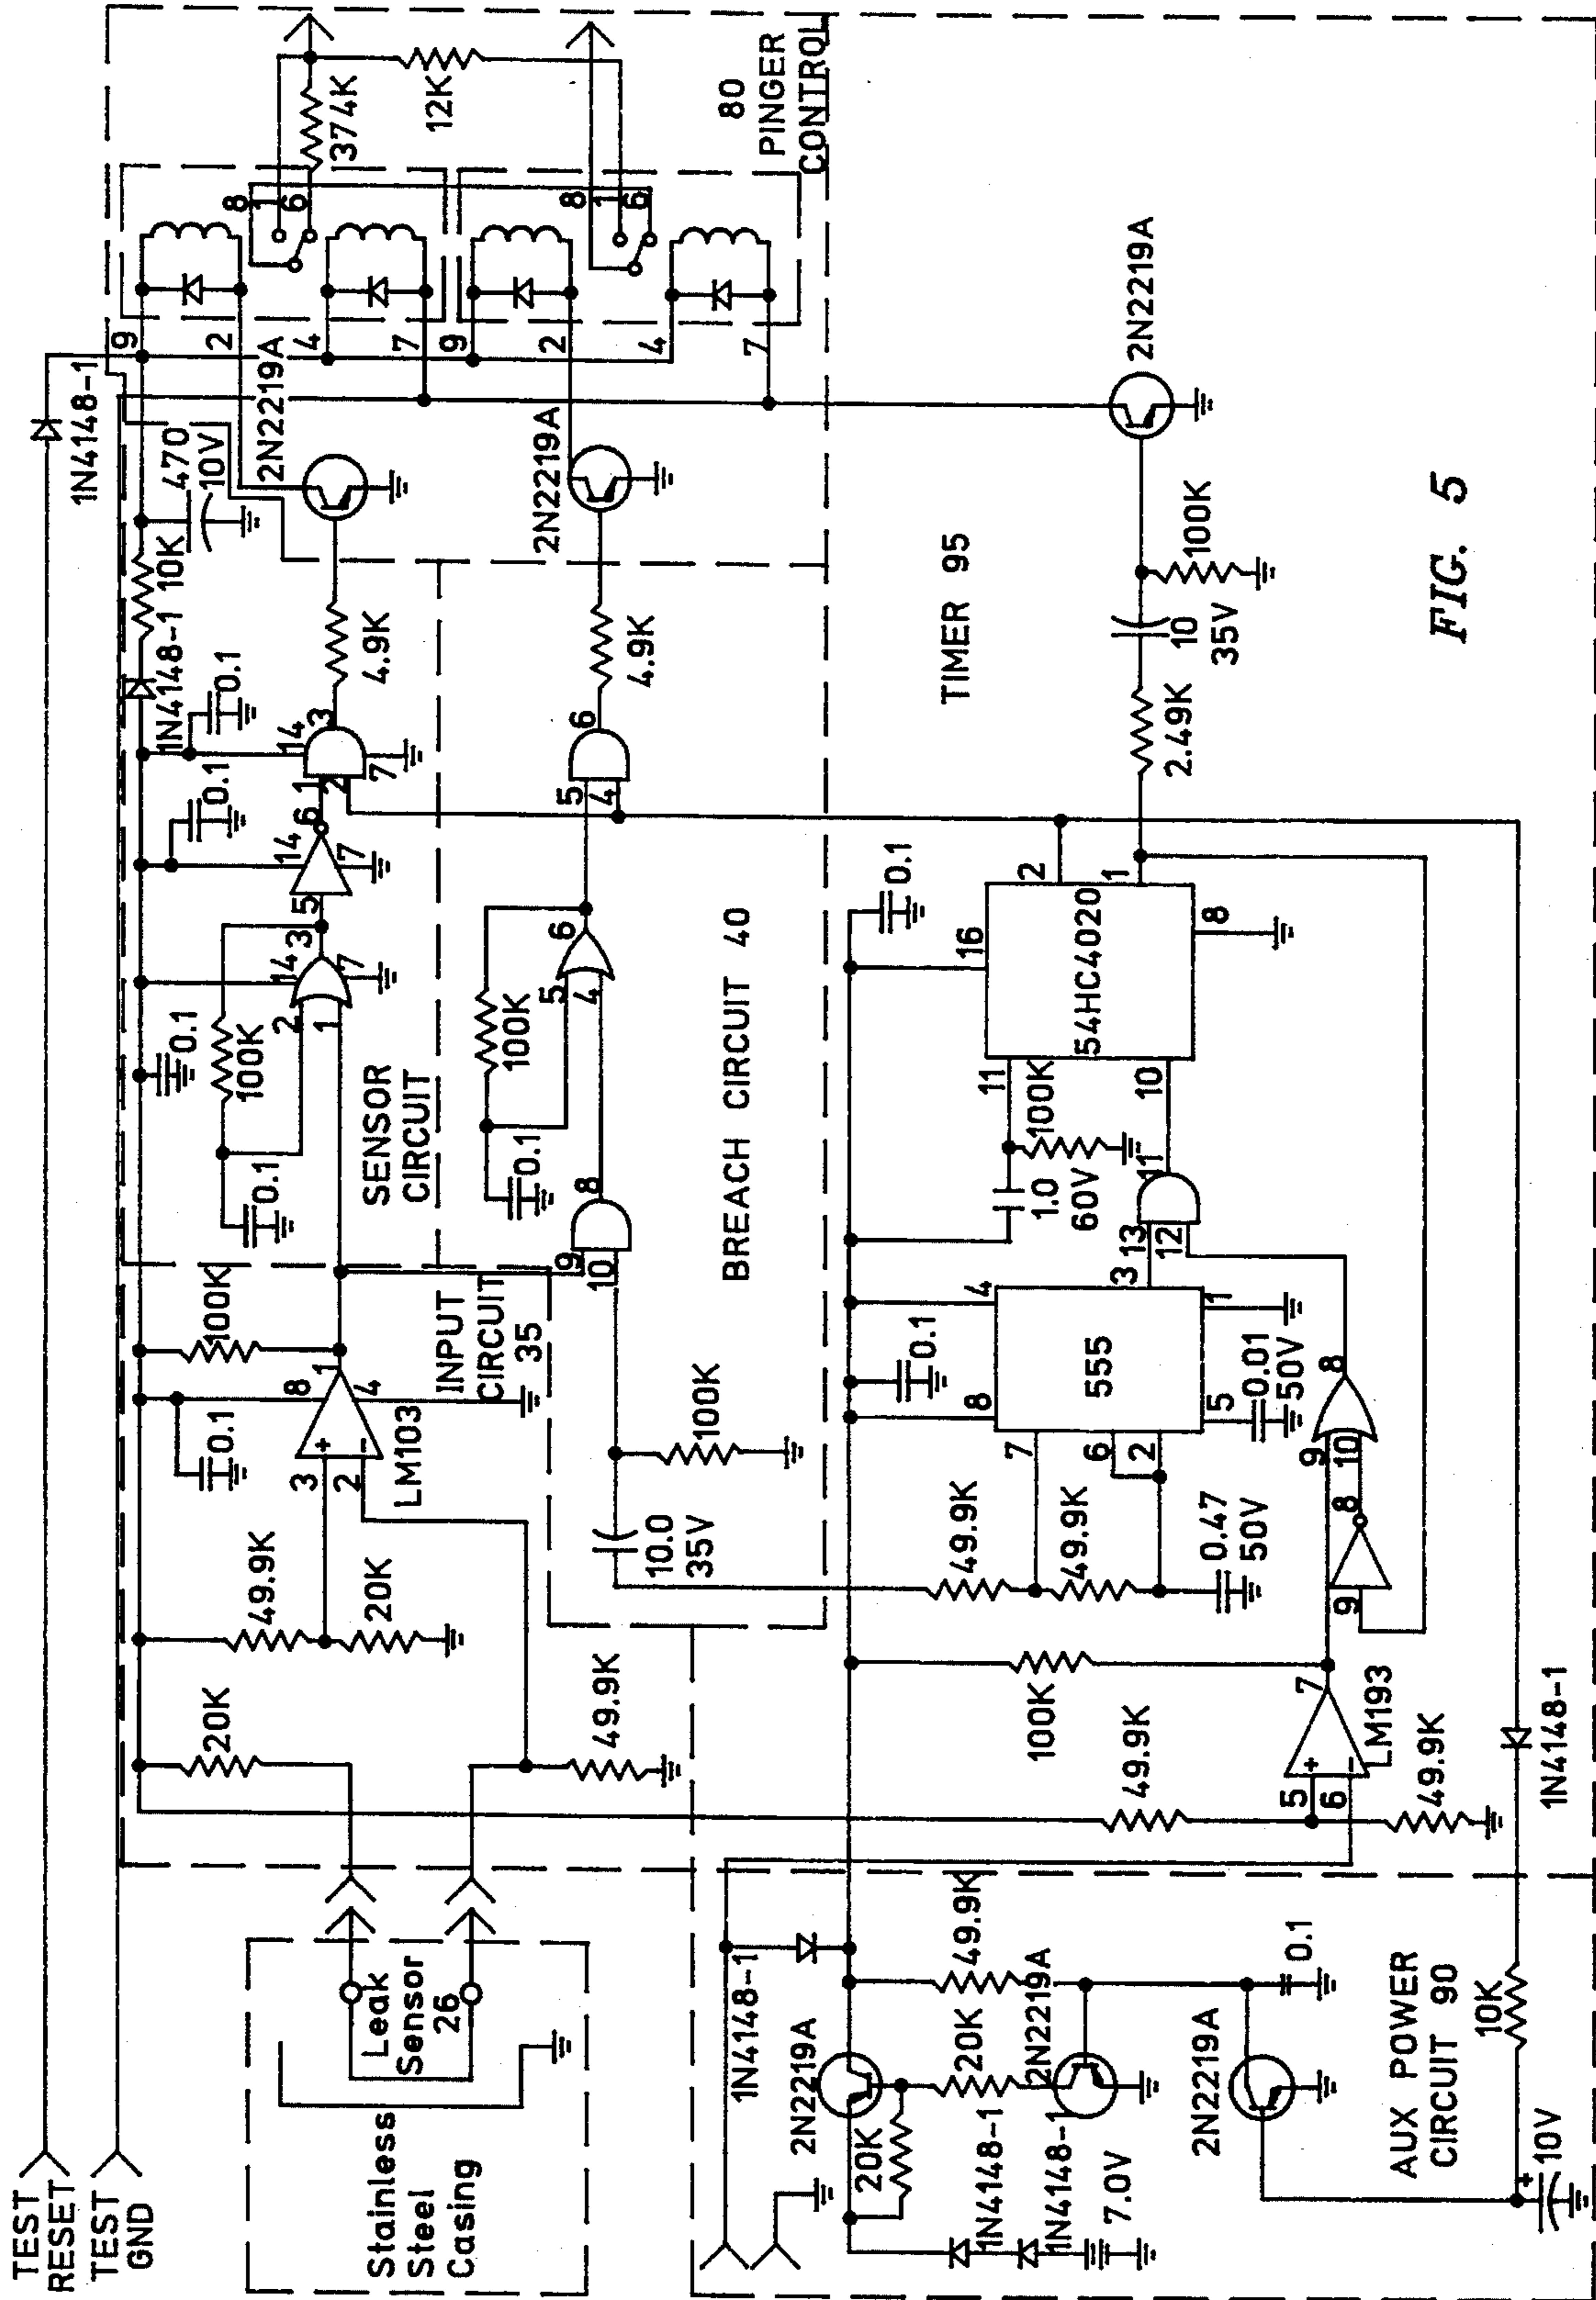 TEST
RESET
TEST
GND
1N4148-1
Stainless
Steel
Casing
Leak
Sensor
26
20K
49.9K
49.9K
20K
3
2
+
-
8
1
4
LM103
0.1
100K
INPUT
CIRCUIT
35
0.1
0.1
100K
2
1
14
3
7
SENSOR
CIRCUIT
5
14
6
7
0.1
1
2
14
3
7
0.1
1N4148-1
10K
470
10V
4.9K
2N2219A
9
2
4
7
8
1
6
374K
12K
9
2
4
7
8
1
6
80
PINGER
CONTROL
10.0
35V
100K
9
10
8
0.1
100K
5
4
6
5
4
6
4.9K
2N2219A
BREACH CIRCUIT 40
1N4148-1
2N2219A
20K
49.9K
20K
2N2219A
1N4148-1
1N4148-1
7.0V
2N2219A
0.1
AUX POWER
CIRCUIT 90
10K
10V
1N4148-1
49.9K
49.9K
5
6
+
-
7
LM193
100K
49.9K
49.9K
0.47
50V
7
6
2
8
4
555
3
1
5
0.1
0.01
50V
9
8
9
10
8
13
12
11
1.0
60V
100K
11
10
16
54HC4020
2
1
8
0.1
2.49K
10
35V
100K
2N2219A
TIMER 95
FIG. 5